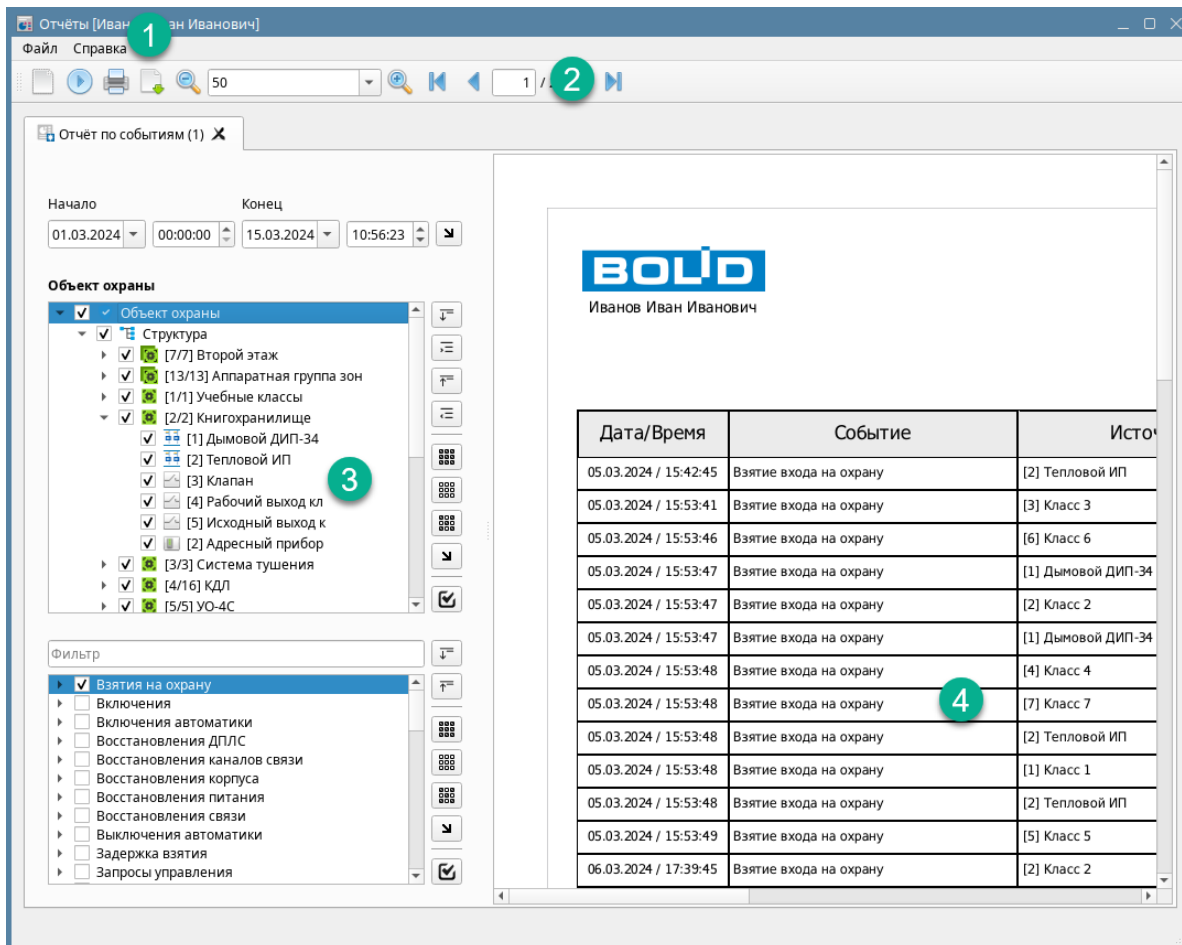 Отчёты [Иван ан Иванович]
1
Файл Справка
50 1 / 2
Отчёт по событиям (1)
Начало Конец
01.03.2024 00:00:00 15.03.2024 10:56:23
Объект охраны
Объект охраны
Структура
[7/7] Второй этаж
[13/13] Аппаратная группа зон
[1/1] Учебные классы
[2/2] Книгохранилище
[1] Дымовой ДИП-34
[2] Тепловой ИП
[3] Клапан
3
[4] Рабочий выход кл
[5] Исходный выход к
[2] Адресный прибор
[3/3] Система тушения
[4/16] КДЛ
[5/5] УО-4С
Фильтр
Взятия на охрану
Включения
Включения автоматики
Восстановления ДПЛС
Восстановления каналов связи
Восстановления корпуса
Восстановления питания
Восстановления связи
Выключения автоматики
Задержка взятия
Запросы управления
BOLID
Иванов Иван Иванович
Дата/Время Событие Источ
05.03.2024 / 15:42:45 Взятие входа на охрану [2] Тепловой ИП
05.03.2024 / 15:53:41 Взятие входа на охрану [3] Класс 3
05.03.2024 / 15:53:46 Взятие входа на охрану [6] Класс 6
05.03.2024 / 15:53:47 Взятие входа на охрану [1] Дымовой ДИП-34
05.03.2024 / 15:53:47 Взятие входа на охрану [2] Класс 2
05.03.2024 / 15:53:47 Взятие входа на охрану [1] Дымовой ДИП-34
05.03.2024 / 15:53:48 Взятие входа на охрану [4] Класс 4
05.03.2024 / 15:53:48 Взятие входа на охрану 4 [7] Класс 7
05.03.2024 / 15:53:48 Взятие входа на охрану [2] Тепловой ИП
05.03.2024 / 15:53:48 Взятие входа на охрану [1] Класс 1
05.03.2024 / 15:53:48 Взятие входа на охрану [2] Тепловой ИП
05.03.2024 / 15:53:49 Взятие входа на охрану [5] Класс 5
06.03.2024 / 17:39:45 Взятие входа на охрану [2] Класс 2